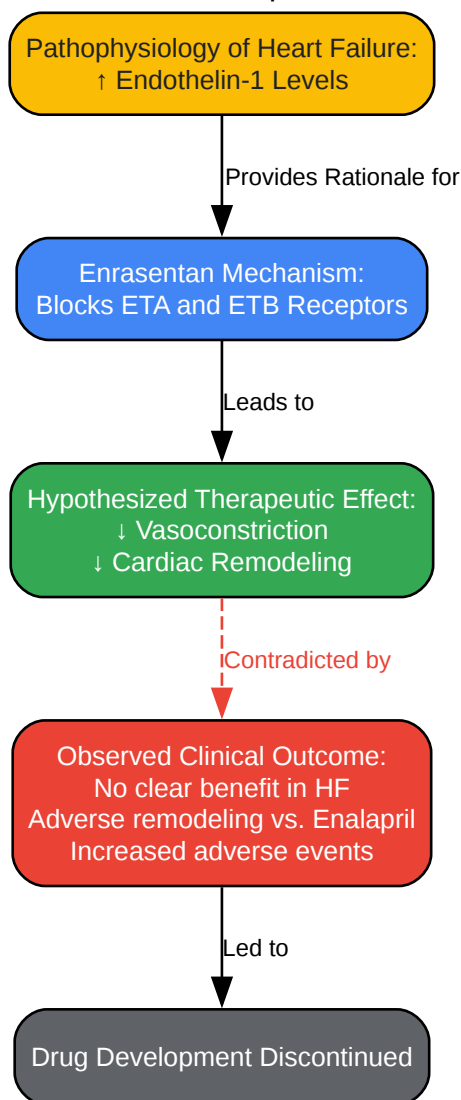 Pathophysiology of Heart Failure:
↑ Endothelin-1 Levels
Provides Rationale for
Enrasentan Mechanism:
Blocks ETA and ETB Receptors
Leads to
Hypothesized Therapeutic Effect:
↓ Vasoconstriction
↓ Cardiac Remodeling
Contradicted by
Observed Clinical Outcome:
No clear benefit in HF
Adverse remodeling vs. Enalapril
Increased adverse events
Led to
Drug Development Discontinued